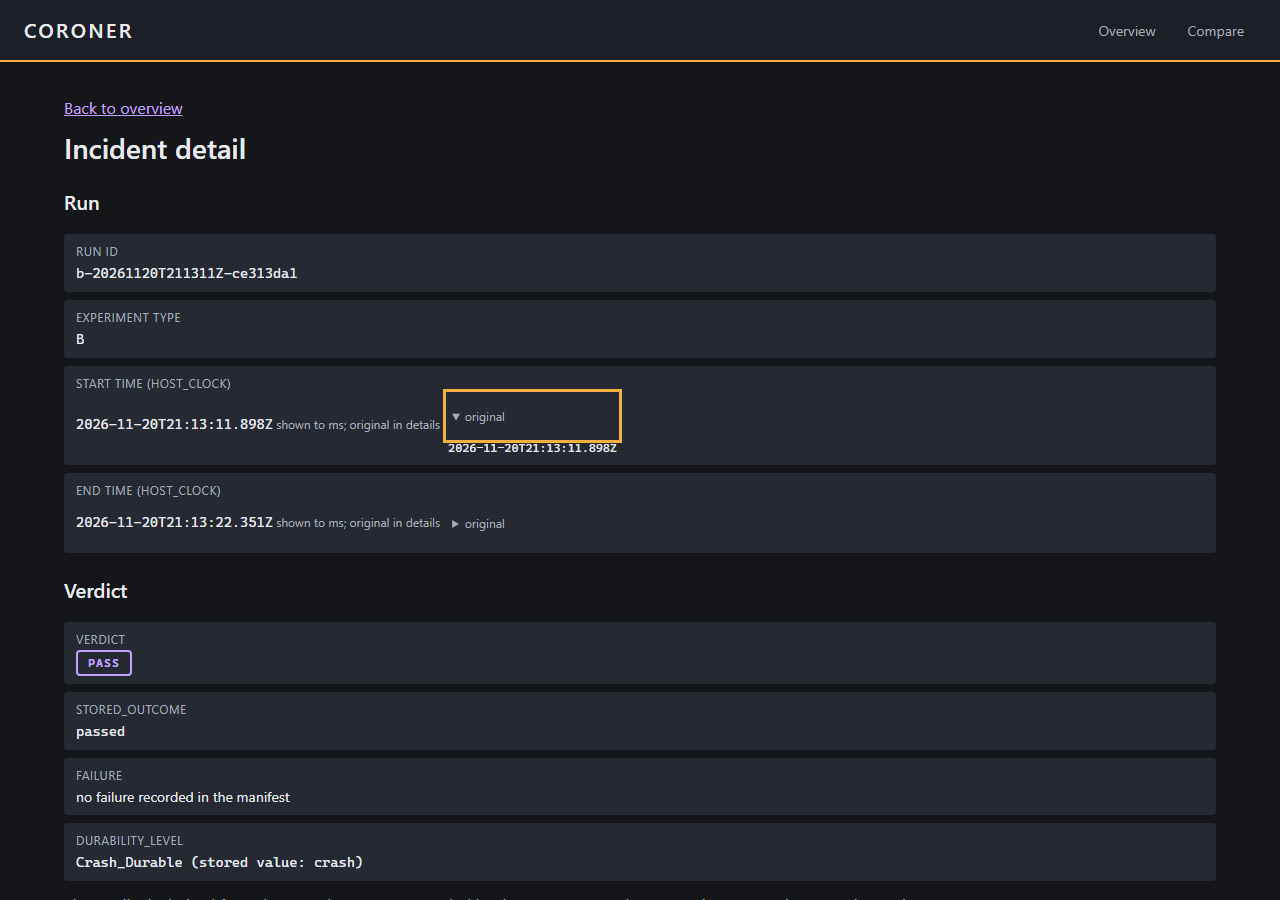 CORONER
Overview Compare
Back to overview
Incident detail
Run
RUN ID
b-20261120T211311Z-ce313da1
EXPERIMENT TYPE
B
START TIME (HOST_CLOCK)
2026-11-20T21:13:11.898Z shown to ms; original in details ▼ original
2026-11-20T21:13:11.898Z
END TIME (HOST_CLOCK)
2026-11-20T21:13:22.351Z shown to ms; original in details ▶ original
Verdict
VERDICT
PASS
STORED_OUTCOME
passed
FAILURE
no failure recorded in the manifest
DURABILITY_LEVEL
Crash_Durable (stored value: crash)